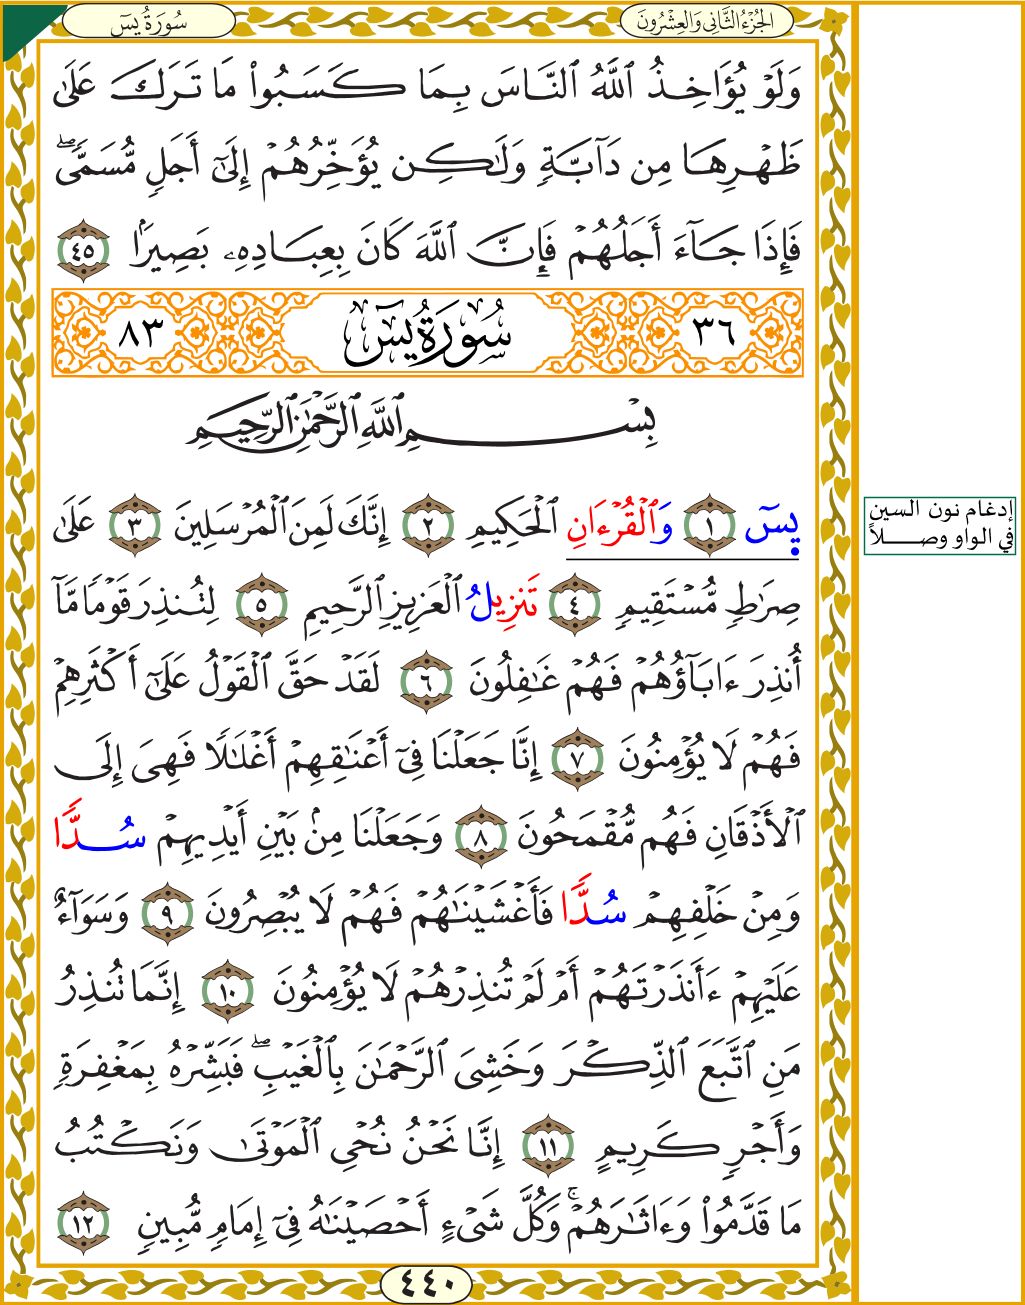 الجُزْءُ الثَّانِي وَالعِشْرُونَ
سُورَةُ يسٓ
وَلَوۡ يُؤَاخِذُ ٱللَّهُ ٱلنَّاسَ بِمَا كَسَبُواْ مَا تَرَكَ عَلَىٰ
ظَهۡرِهَا مِن دَآبَّةٖ وَلَٰكِن يُؤَخِّرُهُمۡ إِلَىٰٓ أَجَلٖ مُّسَمّٗىۖ
فَإِذَا جَآءَ أَجَلُهُمۡ فَإِنَّ ٱللَّهَ كَانَ بِعِبَادِهِۦ بَصِيرَۢا ٤٥
٣٦ سُورَةُ يسٓ ٨٣
بِسۡمِ ٱللَّهِ ٱلرَّحۡمَٰنِ ٱلرَّحِيمِ
يسٓ ١ وَٱلۡقُرۡءَانِ ٱلۡحَكِيمِ ٢ إِنَّكَ لَمِنَ ٱلۡمُرۡسَلِينَ ٣ عَلَىٰ
صِرَٰطٖ مُّسۡتَقِيمٖ ٤ تَنزِيلُ ٱلۡعَزِيزِ ٱلرَّحِيمِ ٥ لِتُنذِرَ قَوۡمٗا مَّآ
أُنذِرَ ءَابَآؤُهُمۡ فَهُمۡ غَٰفِلُونَ ٦ لَقَدۡ حَقَّ ٱلۡقَوۡلُ عَلَىٰٓ أَكۡثَرِهِمۡ
فَهُمۡ لَا يُؤۡمِنُونَ ٧ إِنَّا جَعَلۡنَا فِيٓ أَعۡنَٰقِهِمۡ أَغۡلَٰلٗا فَهِيَ إِلَى
ٱلۡأَذۡقَانِ فَهُم مُّقۡمَحُونَ ٨ وَجَعَلۡنَا مِنۢ بَيۡنِ أَيۡدِيهِمۡ سُدّٗا
وَمِنۡ خَلۡفِهِمۡ سُدّٗا فَأَغۡشَيۡنَٰهُمۡ فَهُمۡ لَا يُبۡصِرُونَ ٩ وَسَوَآءٌ
عَلَيۡهِمۡ ءَأَنذَرۡتَهُمۡ أَمۡ لَمۡ تُنذِرۡهُمۡ لَا يُؤۡمِنُونَ ١٠ إِنَّمَا تُنذِرُ
مَنِ ٱتَّبَعَ ٱلذِّكۡرَ وَخَشِيَ ٱلرَّحۡمَٰنَ بِٱلۡغَيۡبِۖ فَبَشِّرۡهُ بِمَغۡفِرَةٖ
وَأَجۡرٖ كَرِيمٍ ١١ إِنَّا نَحۡنُ نُحۡيِ ٱلۡمَوۡتَىٰ وَنَكۡتُبُ
مَا قَدَّمُواْ وَءَاثَٰرَهُمۡۚ وَكُلَّ شَيۡءٍ أَحۡصَيۡنَٰهُ فِيٓ إِمَامٖ مُّبِينٖ ١٢
٤٤٠
إدغام نون السين
في الواو وصلاً